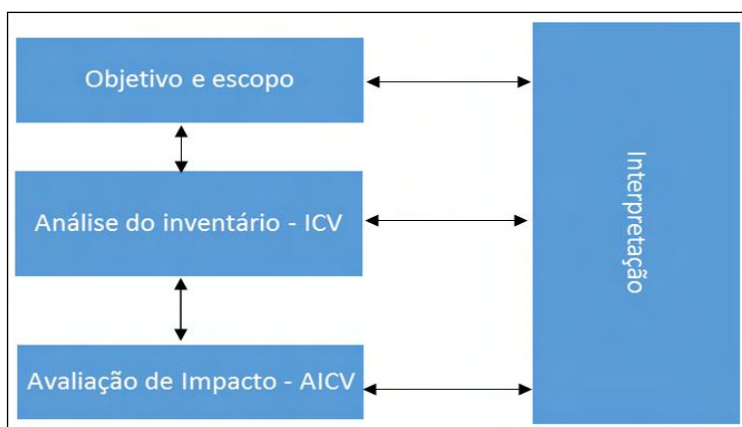 Objetivo e escopo
Análise do inventário - ICV
Avaliação de Impacto - AICV
Interpretação